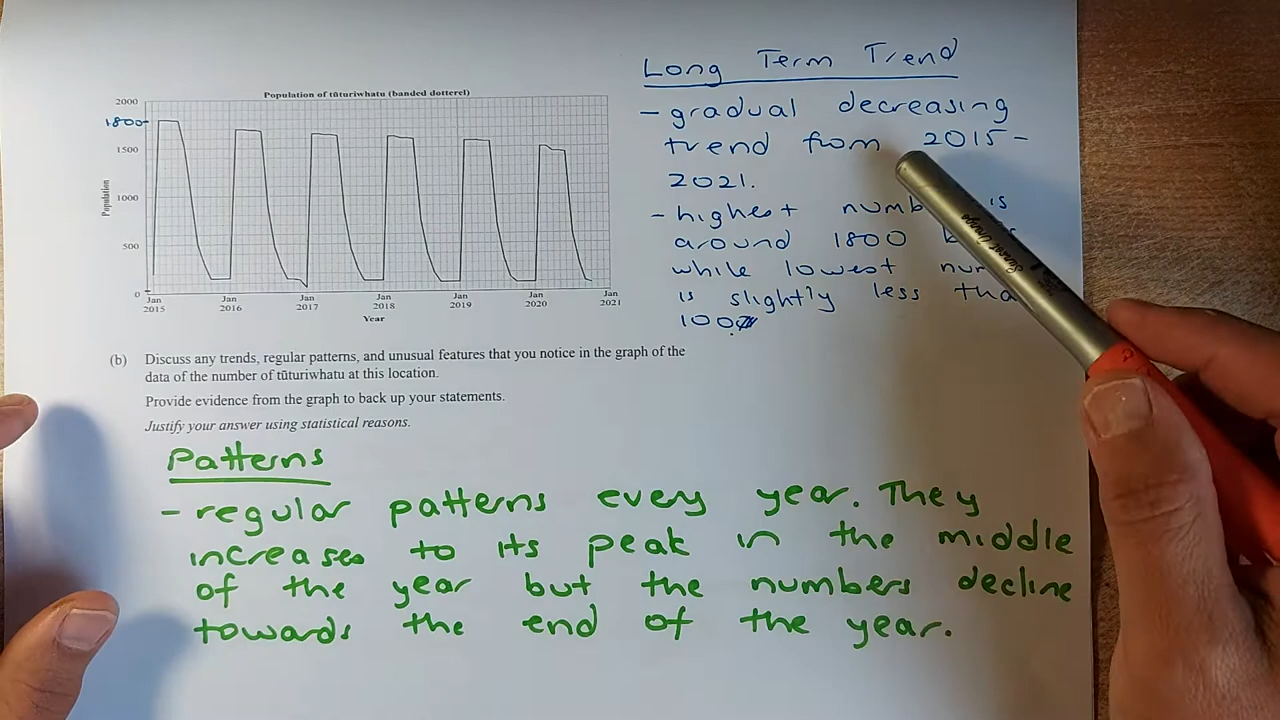 Population of tūturiwhatu (banded dotterel)
2000
1800
1500
1000
500
0
Population
Jan 2015
Jan 2016
Jan 2017
Jan 2018
Jan 2019
Jan 2020
Jan 2021
Year
Long Term Trend
- gradual decreasing
trend from 2015-
2021.
- highest is
around 1800
while lowest
is slightly less
100
(b) Discuss any trends, regular patterns, and unusual features that you notice in the graph of the
data of the number of tūturiwhatu at this location.
Provide evidence from the graph to back up your statements.
Justify your answer using statistical reasons.
Patterns
- regular patterns every year. They
increases to its peak in the middle
of the year but the numbers decline
towards the end of the year.